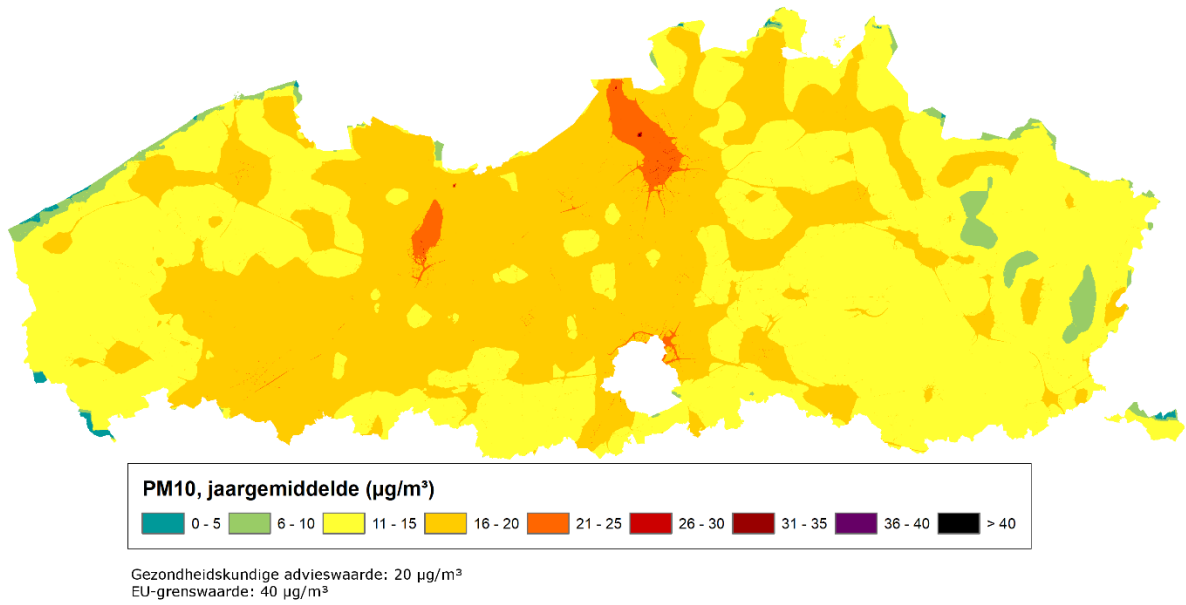 PM10, jaargemiddelde (µg/m³)
0 - 5 6 - 10 11 - 15 16 - 20 21 - 25 26 - 30 31 - 35 36 - 40 > 40
Gezondheidskundige advieswaarde: 20 µg/m³
EU-grenswaarde: 40 µg/m³